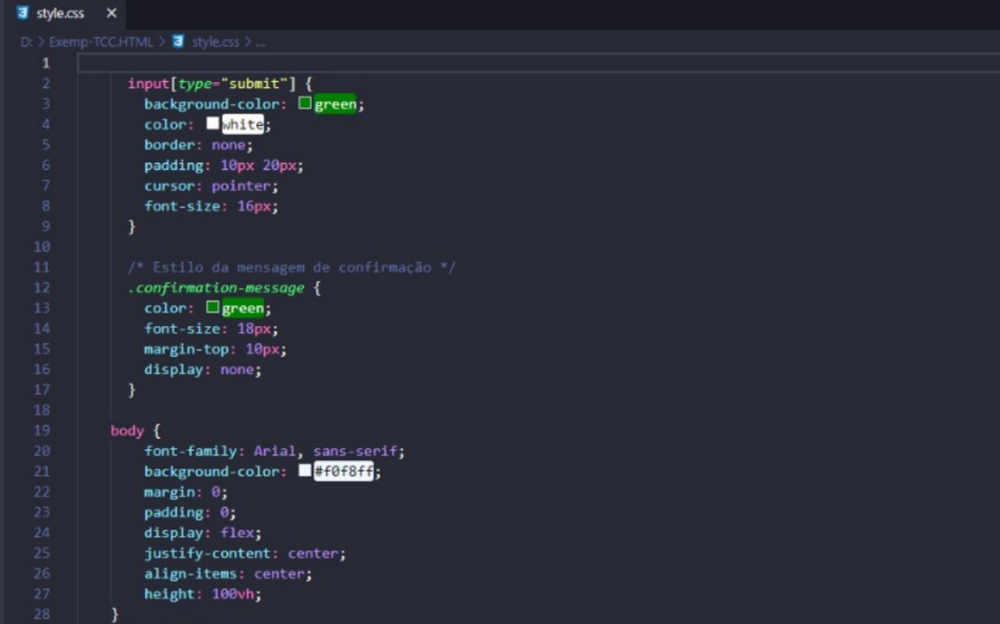 style.css ×
D: > Exemp-TCC.HTML > style.css > ...
1
2 input[type="submit"] {
3 background-color: green;
4 color: white;
5 border: none;
6 padding: 10px 20px;
7 cursor: pointer;
8 font-size: 16px;
9 }
10
11 /* Estilo da mensagem de confirmação */
12 .confirmation-message {
13 color: green;
14 font-size: 18px;
15 margin-top: 10px;
16 display: none;
17 }
18
19 body {
20 font-family: Arial, sans-serif;
21 background-color: #f0f8ff;
22 margin: 0;
23 padding: 0;
24 display: flex;
25 justify-content: center;
26 align-items: center;
27 height: 100vh;
28 }